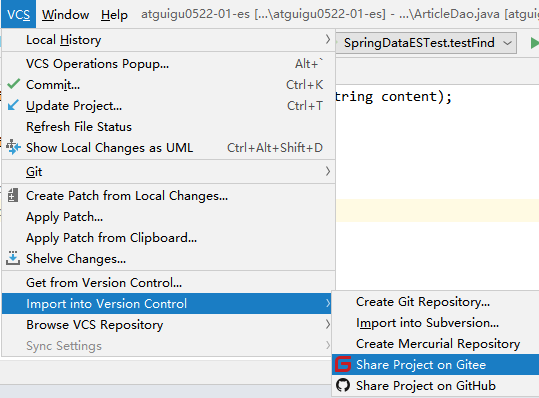 VCS Window Help atguigu0522-01-es [...\atguigu0522-01-es] - ...\ArticleDao.java [atguig
Local History
SpringDataESTest.testFind
VCS Operations Popup... Alt+`
Commit... Ctrl+K
tring content);
Update Project... Ctrl+T
Refresh File Status
Show Local Changes as UML Ctrl+Alt+Shift+D
Git
Create Patch from Local Changes...
Apply Patch...
Apply Patch from Clipboard...
Shelve Changes...
Get from Version Control...
Import into Version Control
Create Git Repository...
Browse VCS Repository
Import into Subversion...
Sync Settings
Create Mercurial Repository
Share Project on Gitee
Share Project on GitHub